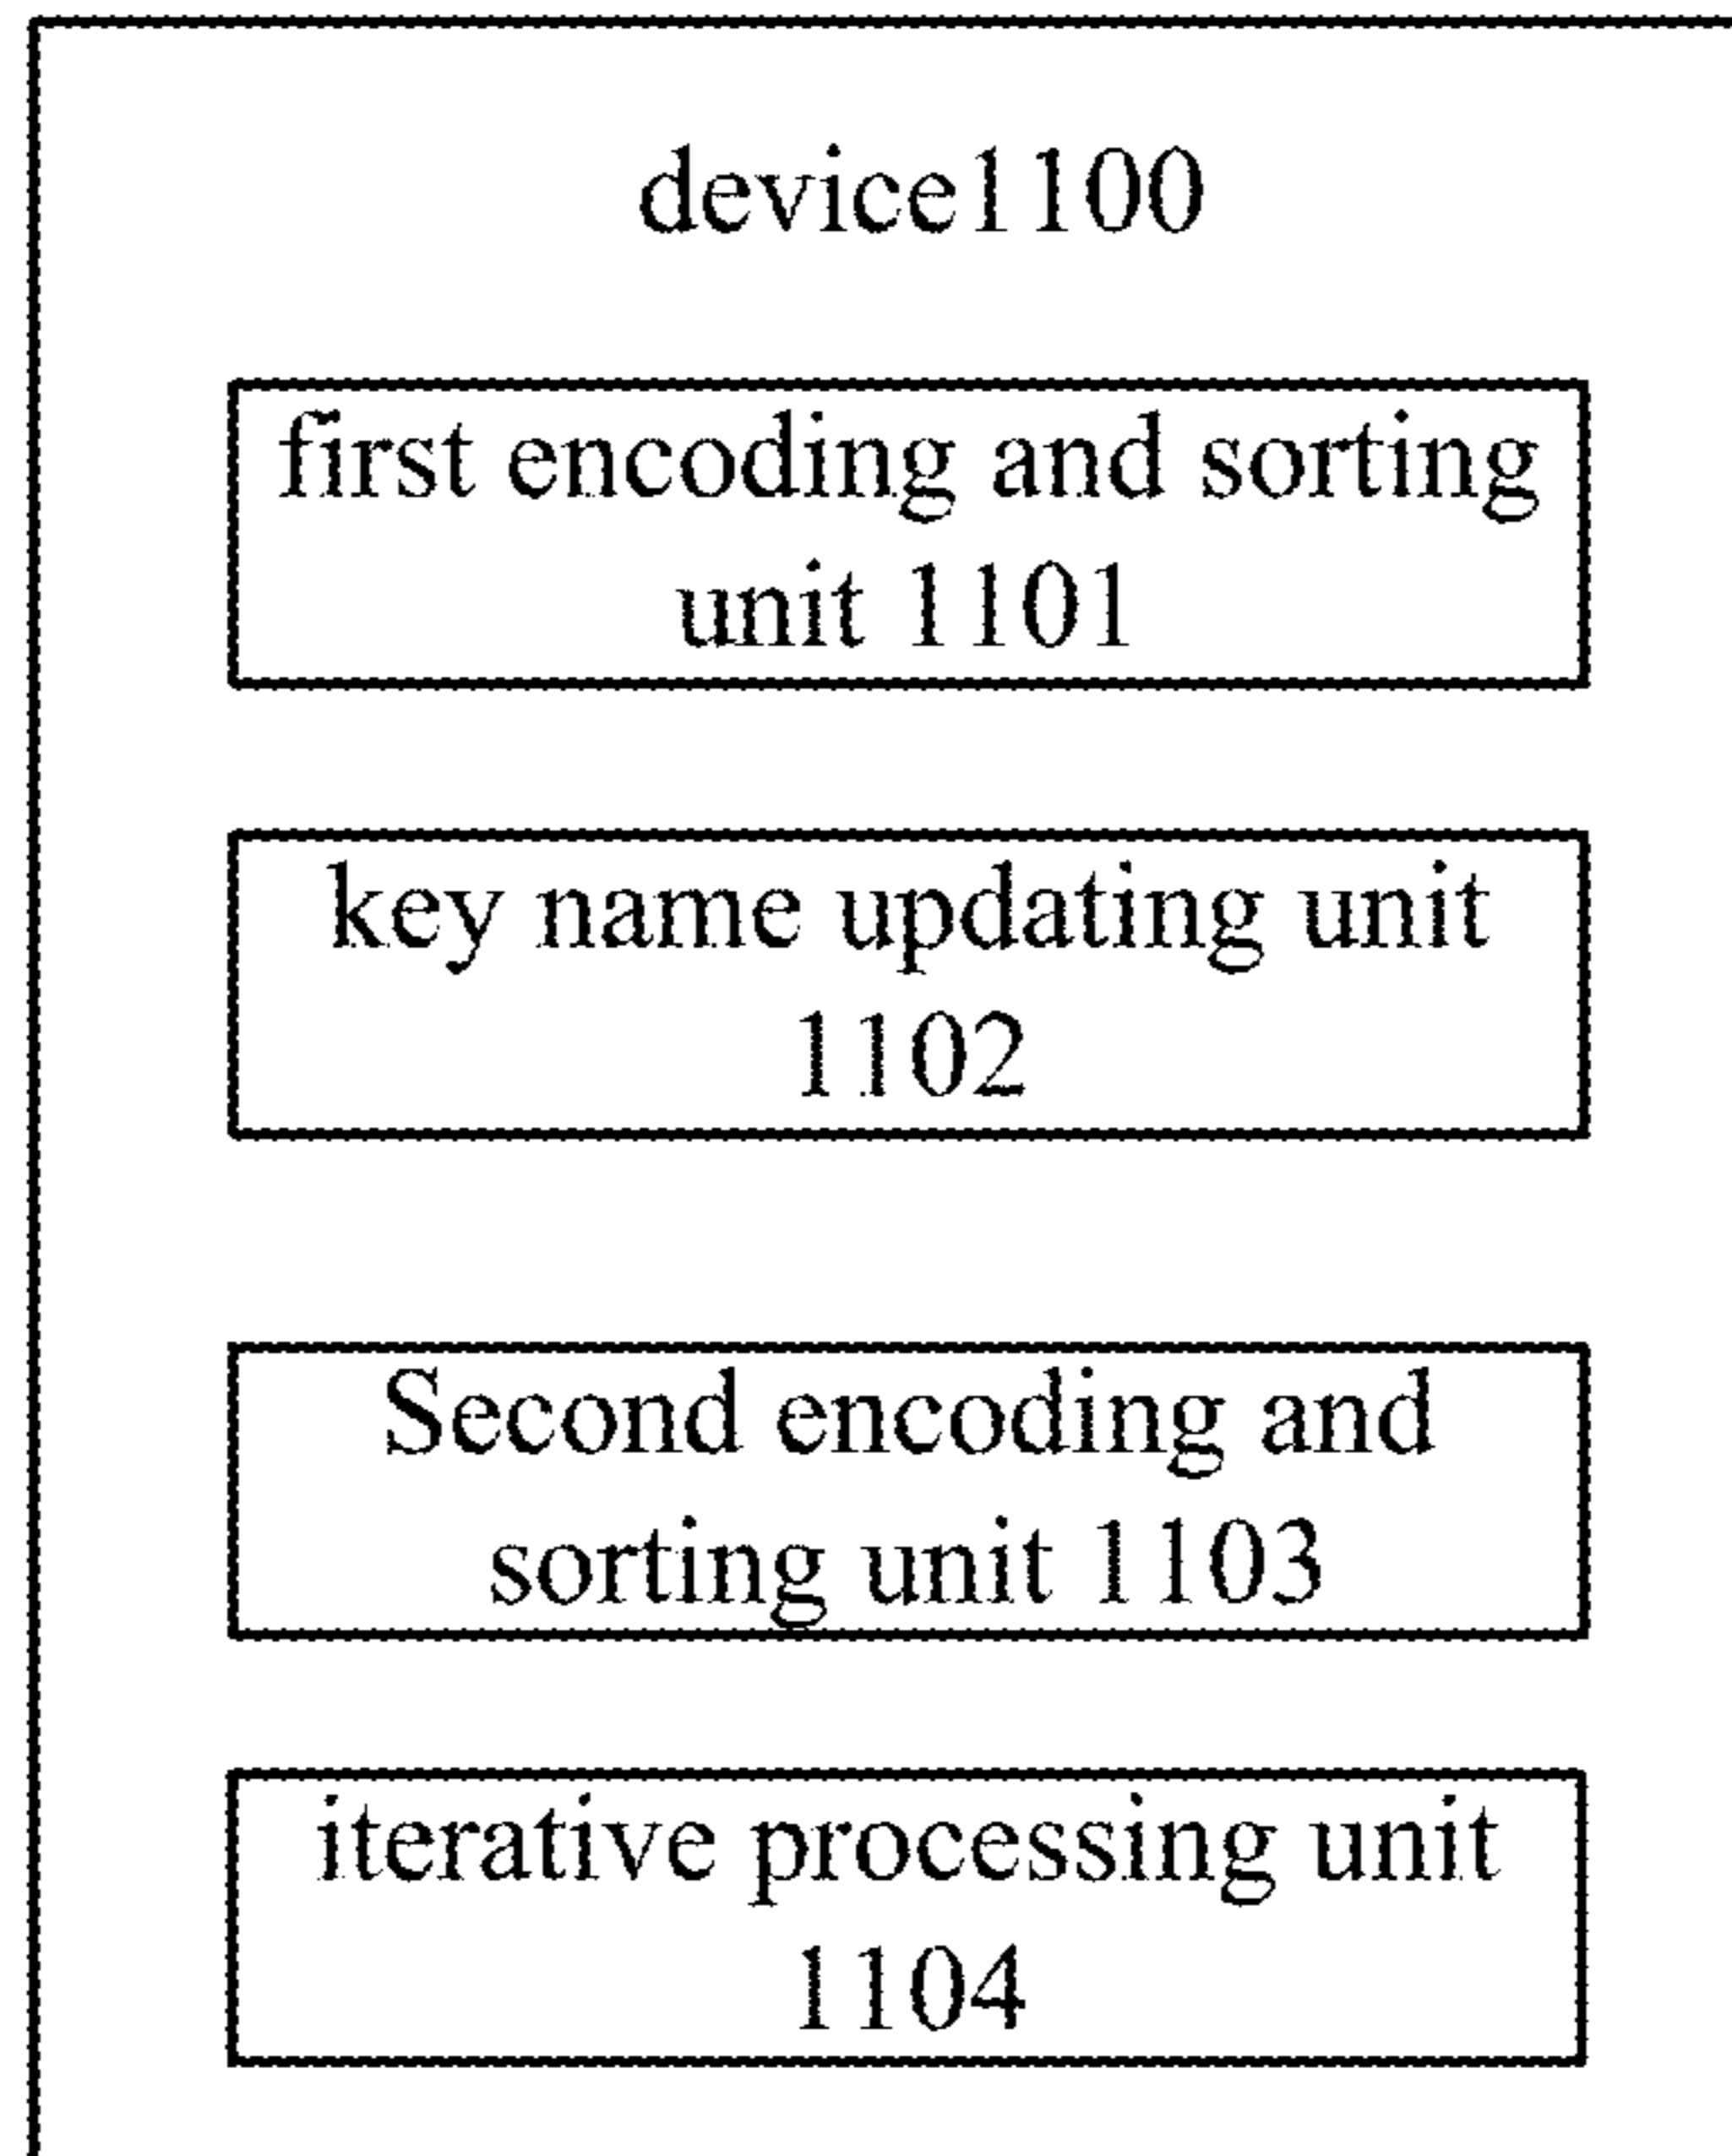 device1100
first encoding and sorting
unit 1101
key name updating unit
1102
Second encoding and
sorting unit 1103
iterative processing unit
1104